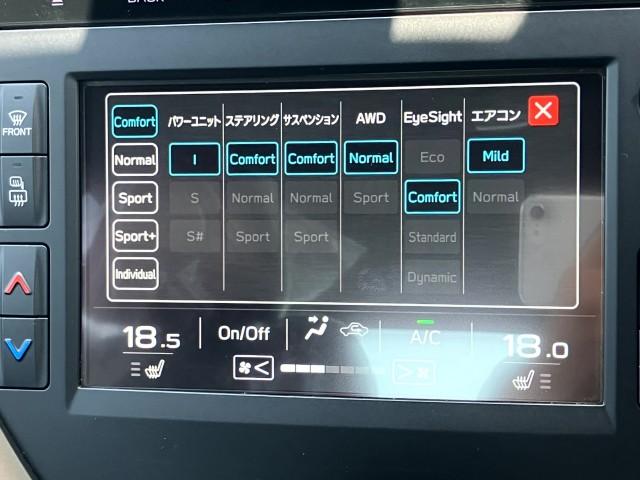 BACK
FRONT
Comfort パワーユニット ステアリング サスペンション AWD EyeSight エアコン ×
Normal I Comfort Comfort Normal Eco Mild
Sport S Normal Normal Sport Comfort Normal
Sport+ S# Sport Sport Standard
Individual Dynamic
18.5 On/Off A/C 18.0
< >